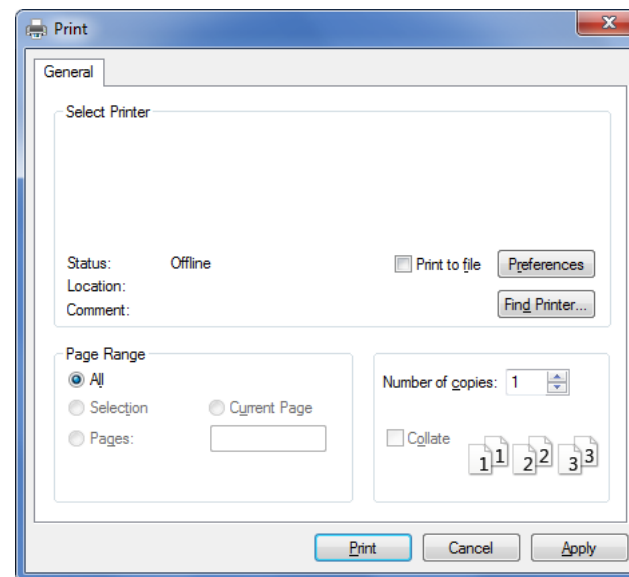 Print
General
Select Printer
Status: Offline
Print to file
Preferences
Location:
Comment:
Find Printer...
Page Range
All
Selection
Current Page
Pages:
Number of copies: 1
Collate
1 1 2 2 3 3
Print
Cancel
Apply